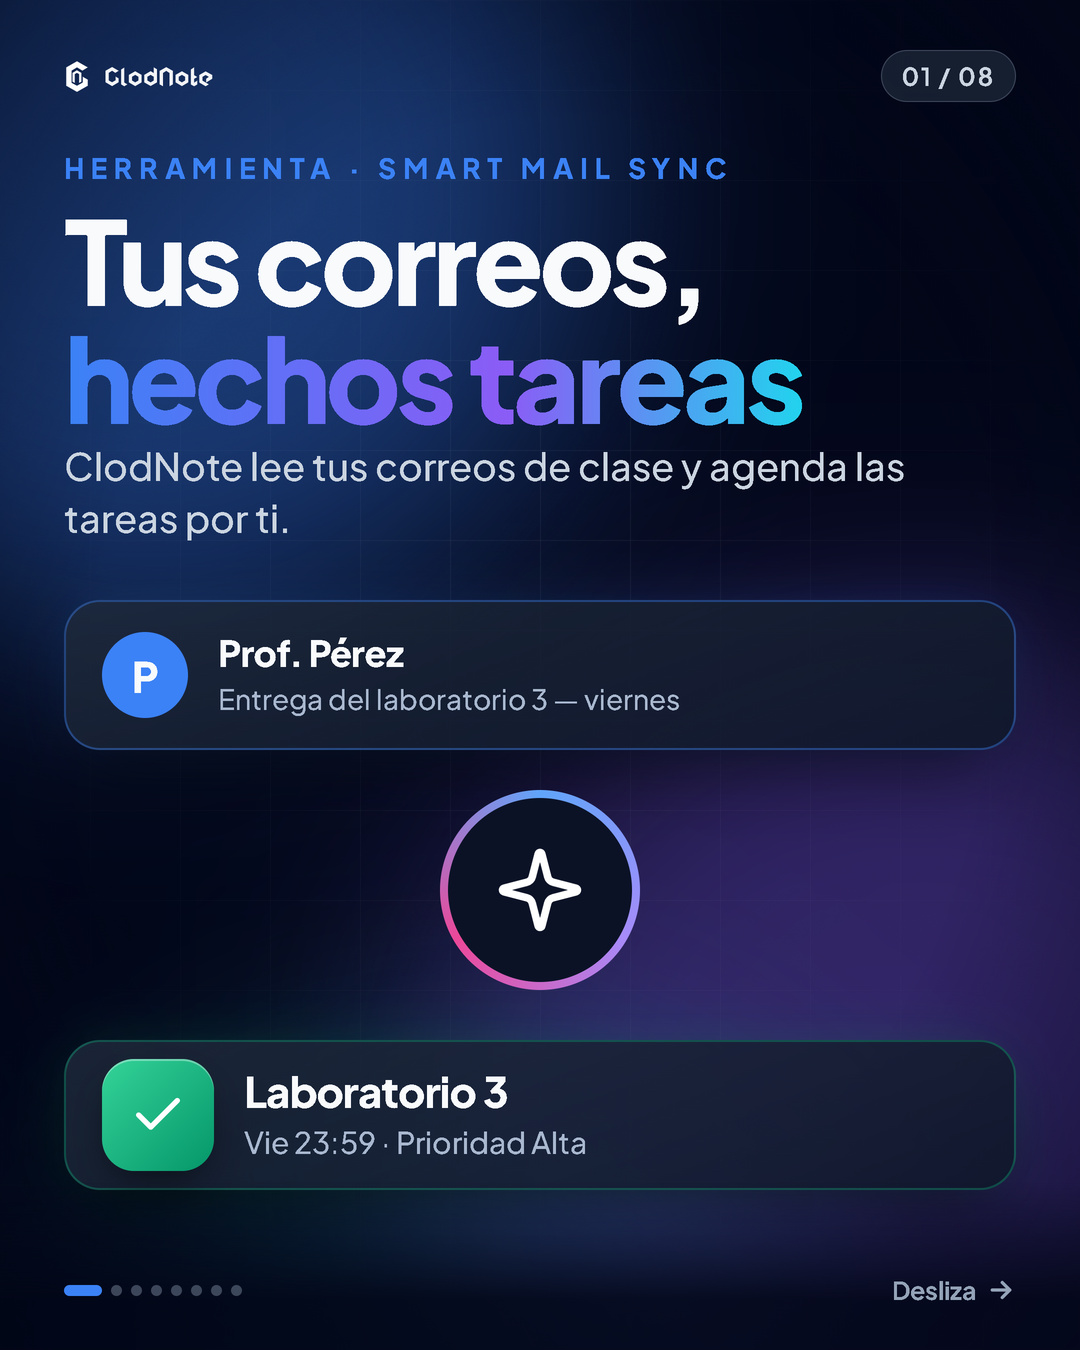 ClodNote
01 / 08
HERRAMIENTA · SMART MAIL SYNC
Tus correos,
hechos tareas
ClodNote lee tus correos de clase y agenda las
tareas por ti.
P
Prof. Pérez
Entrega del laboratorio 3 — viernes
Laboratorio 3
Vie 23:59 · Prioridad Alta
Desliza →